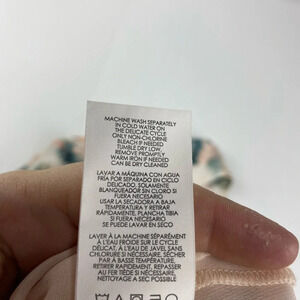 MACHINE WASH SEPARATELY
IN COLD WATER ON
THE DELICATE CYCLE
ONLY NON-CHLORINE
BLEACH IF NEEDED
TUMBLE DRY LOW.
REMOVE PROMPTLY
WARM IRON IF NEEDED
CAN BE DRY CLEANED
LAVAR A MÁQUINA CON AGUA
FRÍA POR SEPARADO EN CICLO
DELICADO, SOLAMENTE
BLANQUEADOR SIN CLORO SI
FUERA NECESARIO
USAR LA SECADORA A BAJA
TEMPERATURA Y RETIRAR
RÁPIDAMENTE, PLANCHA TIBIA
SI FUERA NECESARIO
SE PUEDE LAVAR EN SECO
LAVER À LA MACHINE SÉPARÉMENT
À L'EAU FROIDE SUR LE CYCLE
DÉLICAT. À L'EAU DE JAVEL SANS
CHLORURE SI NÉCESSAIRE, SÉCHER
PAR A BASSE TEMPÉRATURE.
RETIRER RAPIDEMENT, REPASSER
AU FER TIÈDE SI NÉCESSAIRE,
NETTOYAGE A SEC POSSIBLE